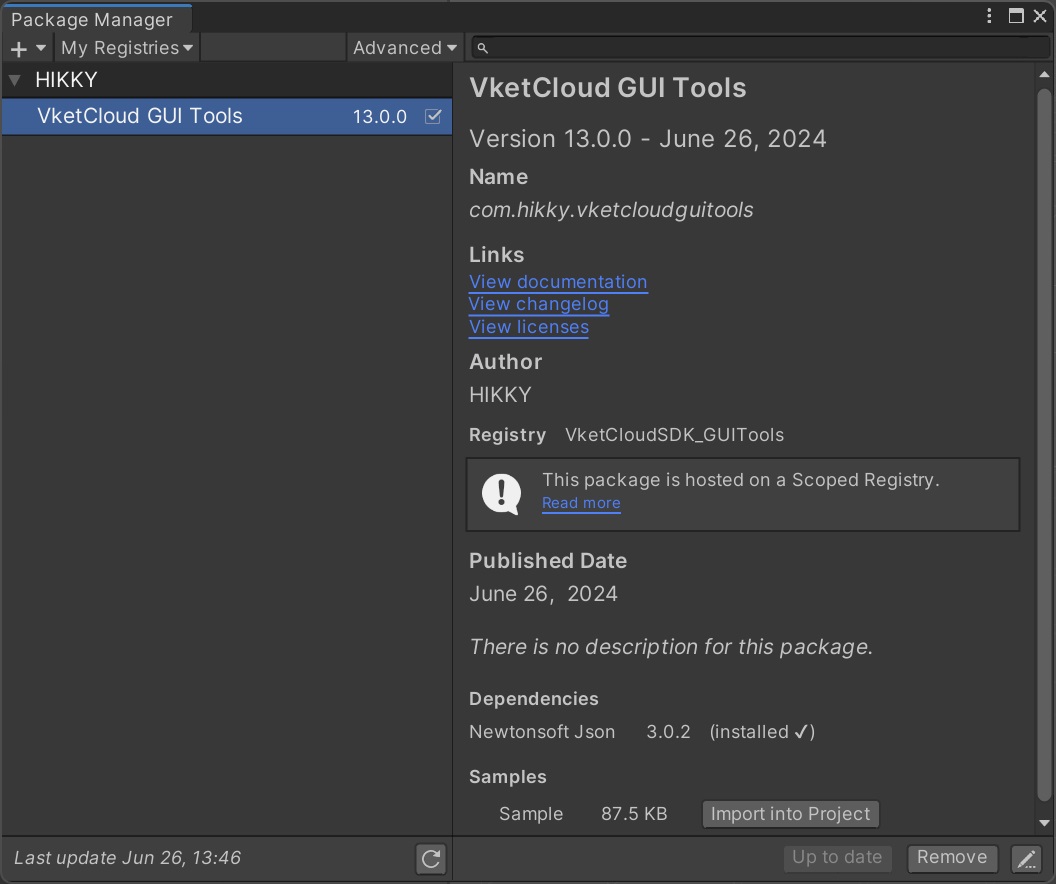 Package Manager
My Registries
Advanced
HIKKY
VketCloud GUI Tools 13.0.0
VketCloud GUI Tools
Version 13.0.0 - June 26, 2024
Name
com.hikky.vketcloudguitools
Links
View documentation
View changelog
View licenses
Author
HIKKY
Registry VketCloudSDK_GUITools
This package is hosted on a Scoped Registry.
Read more
Published Date
June 26, 2024
There is no description for this package.
Dependencies
Newtonsoft Json 3.0.2 (installed ✓)
Samples
Sample 87.5 KB Import into Project
Last update Jun 26, 13:46
Up to date Remove